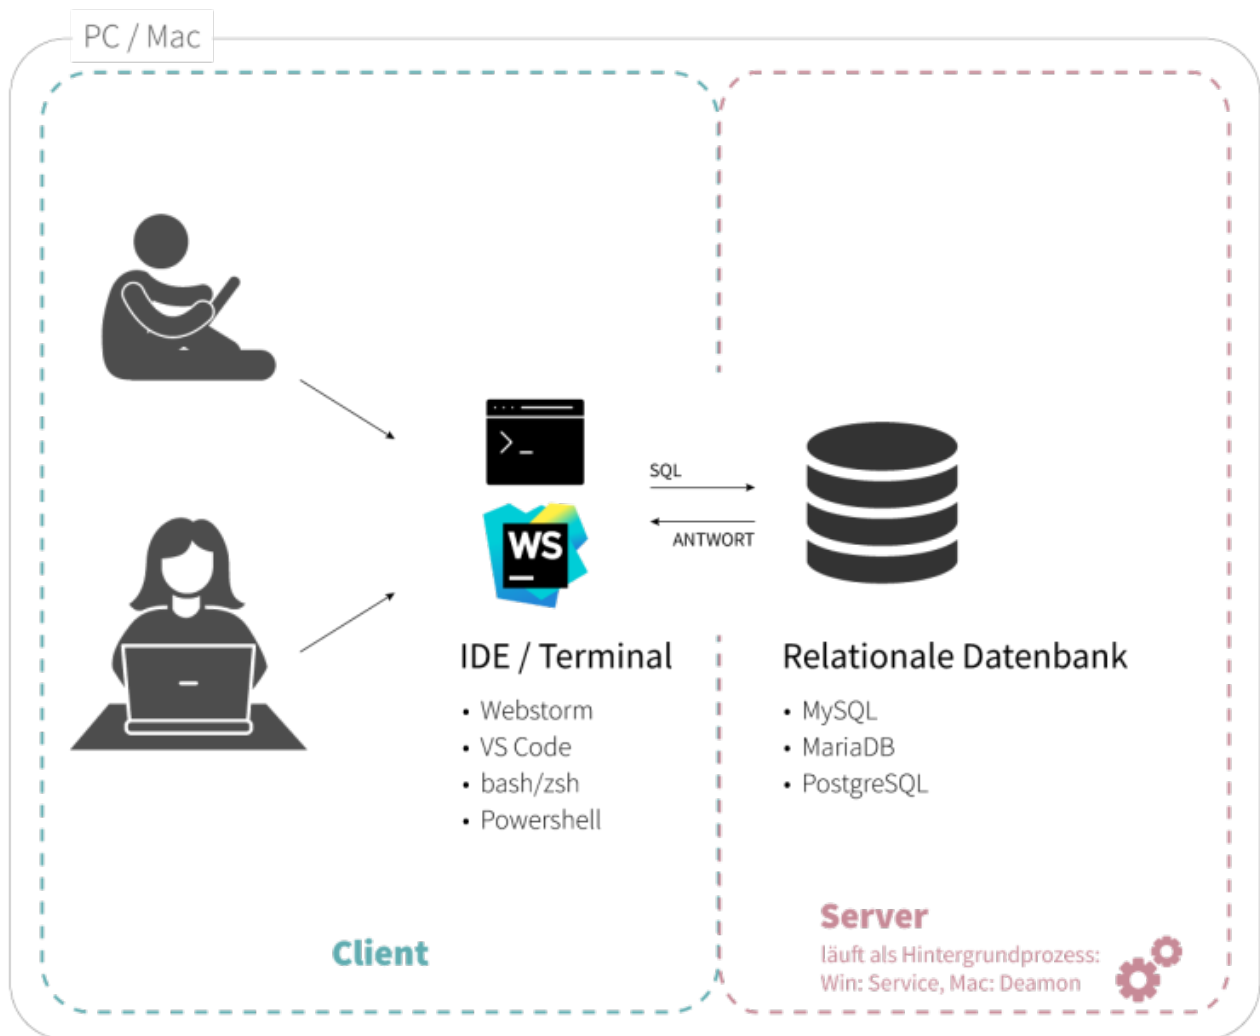 PC / Mac
SQL
ANTWORT
WS
IDE / Terminal
• Webstorm
• VS Code
• bash/zsh
• Powershell
Relationale Datenbank
• MySQL
• MariaDB
• PostgreSQL
Client
Server
läuft als Hintergrundprozess:
Win: Service, Mac: Deamon